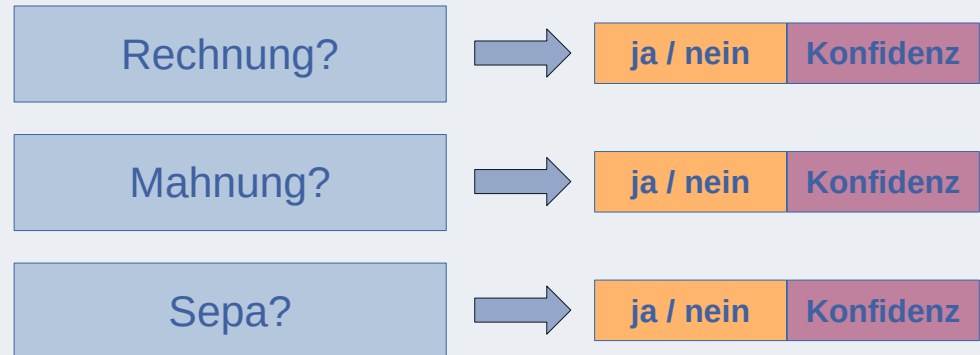 Rechnung? ja / nein Konfidenz
Mahnung? ja / nein Konfidenz
Sepa? ja / nein Konfidenz